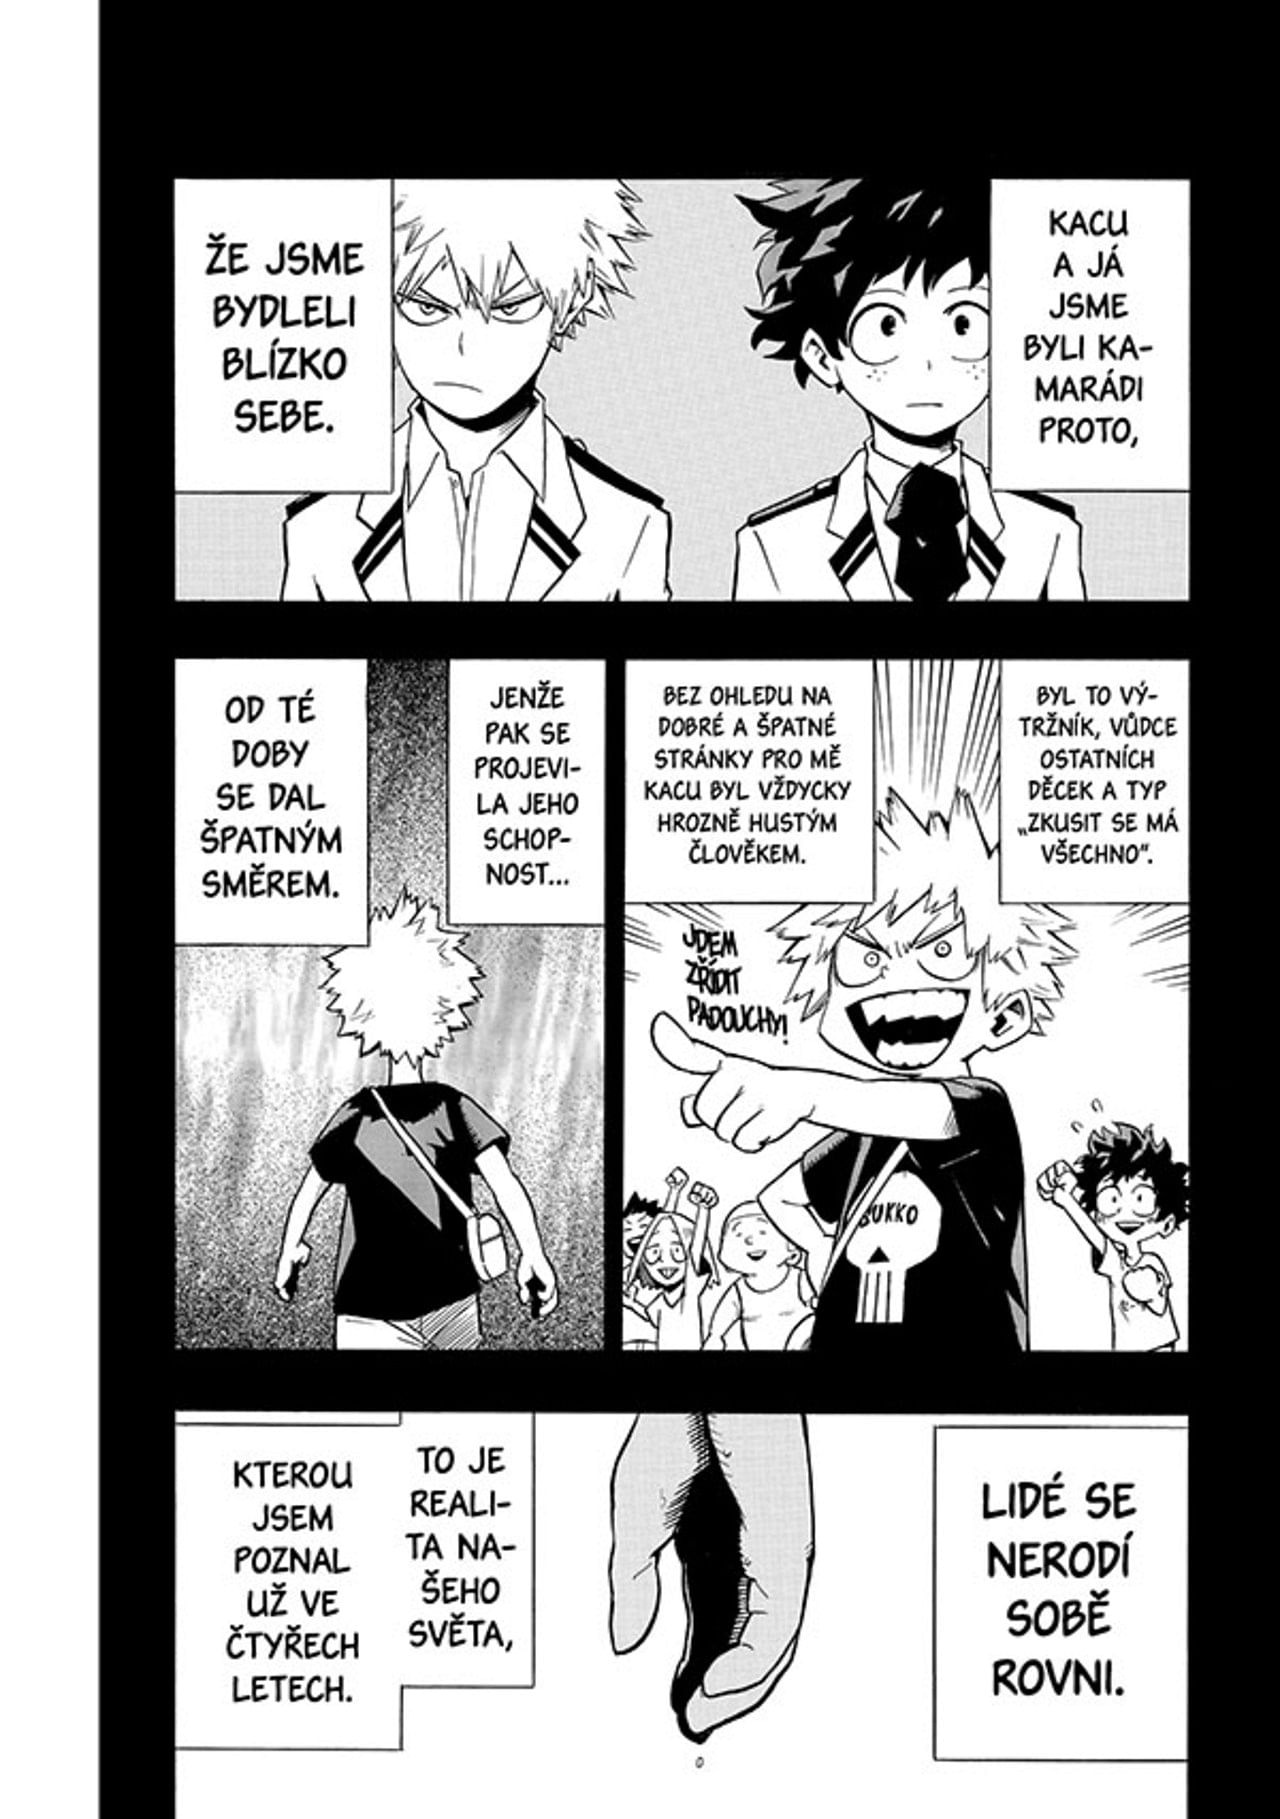 KACU
A JÁ
JSME
BYLI KA-
MARÁDI
PROTO,
ŽE JSME
BYDLELI
BLÍZKO
SEBE.
BYL TO VÝ-
TRŽNÍK, VŮDCE
OSTATNÍCH
DĚCEK A TYP
„ZKUSIT SE MÁ
VŠECHNO“.
BEZ OHLEDU NA
DOBRÉ A ŠPATNÉ
STRÁNKY PRO MĚ
KACU BYL VŽDYCKY
HROZNĚ HUSTÝM
ČLOVĚKEM.
JDEM
ZŘÍDIT
PADOUCHY!
BUKKO
JENŽE
PAK SE
PROJEVI-
LA JEHO
SCHOP-
NOST...
OD TÉ
DOBY
SE DAL
ŠPATNÝM
SMĚREM.
LIDÉ SE
NERODÍ
SOBĚ
ROVNI.
TO JE
REALI-
TA NA-
ŠEHO
SVĚTA,
KTEROU
JSEM
POZNAL
UŽ VE
ČTYŘECH
LETECH.